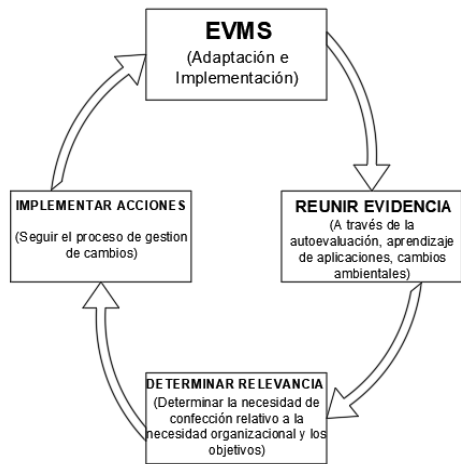 EVMS
(Adaptación e
Implementación)
REUNIR EVIDENCIA
(A través de la
autoevaluación, aprendizaje
de aplicaciones, cambios
ambientales)
DETERMINAR RELEVANCIA
(Determinar la necesidad de
confección relativo a la
necesidad organizacional y los
objetivos)
IMPLEMENTAR ACCIONES
(Seguir el proceso de gestion
de cambios)